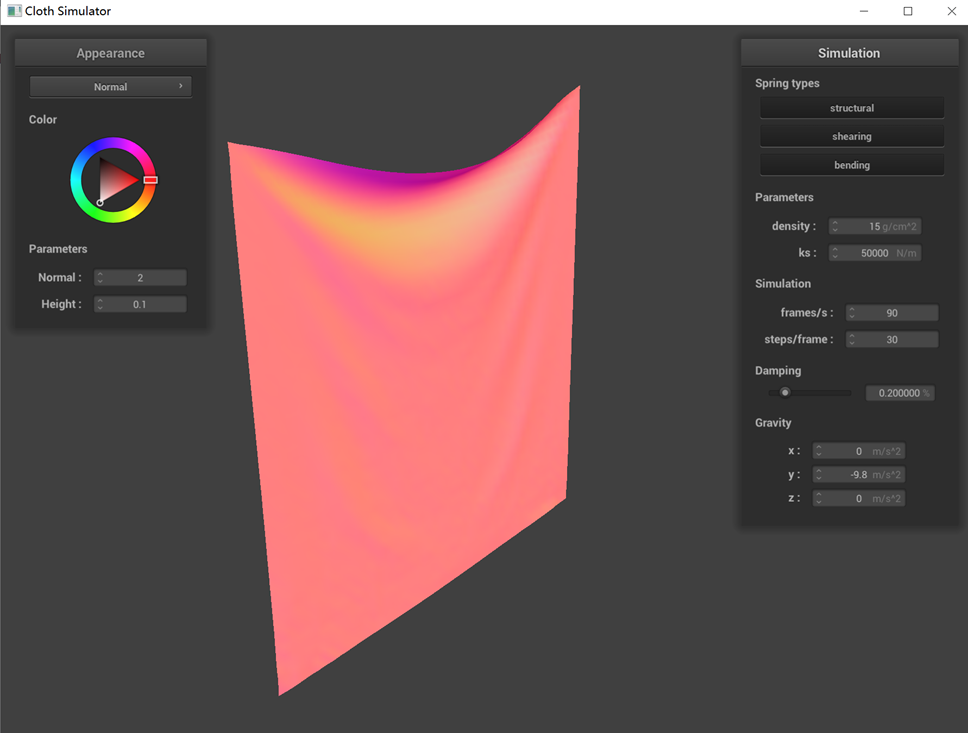 Cloth Simulator
Appearance
Normal
Color
Parameters
Normal : 2
Height : 0.1
Simulation
Spring types
structural
shearing
bending
Parameters
density : 15 g/cm^2
ks : 50000 N/m
Simulation
frames/s : 90
steps/frame : 30
Damping
0.200000 %
Gravity
x : 0 m/s^2
y : -9.8 m/s^2
z : 0 m/s^2